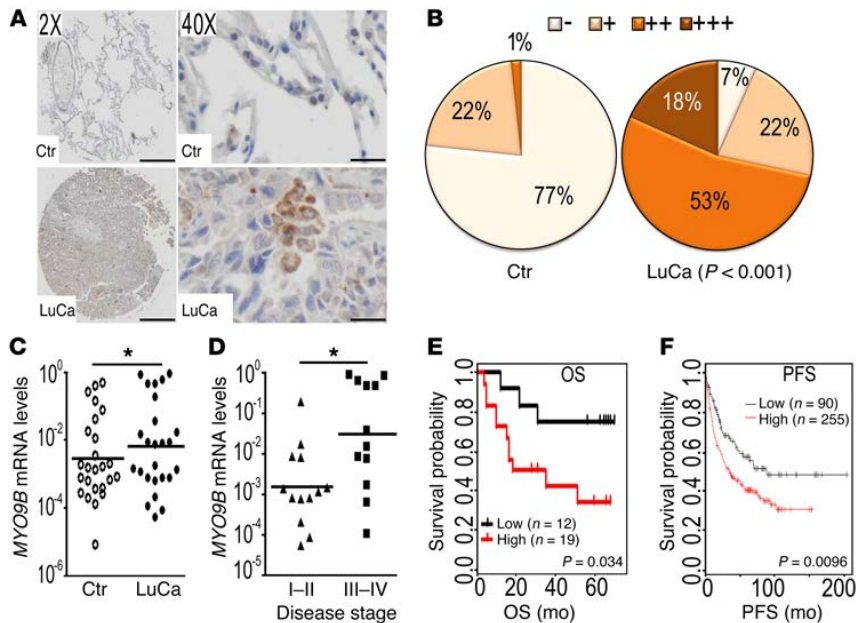 A
2X
40X
Ctr
Ctr
LuCa
LuCa
B
- + ++ +++
1%
22%
77%
Ctr
7%
18%
22%
53%
LuCa (P < 0.001)
C
*
MYO9B mRNA levels
10⁰
10⁻²
10⁻⁴
10⁻⁶
Ctr LuCa
D
*
MYO9B mRNA levels
10⁰
10⁻¹
10⁻²
10⁻³
10⁻⁴
10⁻⁵
I–II III–IV
Disease stage
E
OS
Survival probability
1.0
0.8
0.6
0.4
0.2
0.0
Low (n = 12)
High (n = 19)
P = 0.034
0 20 40 60
OS (mo)
F
PFS
Survival probability
1.0
0.8
0.6
0.4
0.2
0.0
Low (n = 90)
High (n = 255)
P = 0.0096
0 50 100 200
PFS (mo)